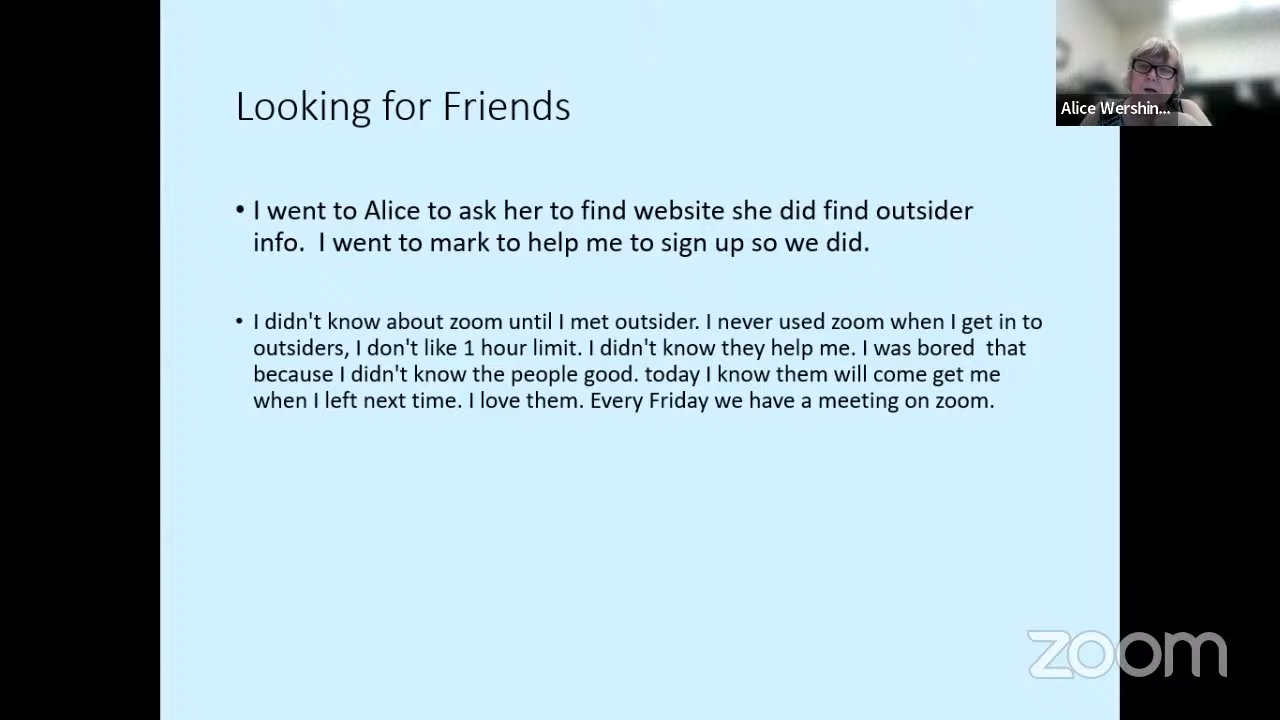 Looking for Friends
Alice Wershin...
• I went to Alice to ask her to find website she did find outsider
info.  I went to mark to help me to sign up so we did.
• I didn't know about zoom until I met outsider. I never used zoom when I get in to
outsiders, I don't like 1 hour limit. I didn't know they help me. I was bored  that
because I didn't know the people good. today I know them will come get me
when I left next time. I love them. Every Friday we have a meeting on zoom.
zoom